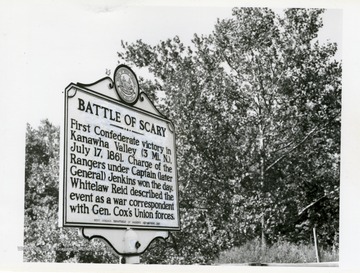 BATTLE OF SCARY
First Confederate victory in
Kanawha Valley (3 Mi. N.),
July 17, 1861. Charge of the
Rangers under Captain (later
General) Jenkins won the day.
Whitelaw Reid described the
event as a war correspondent
with Gen. Cox's Union forces.